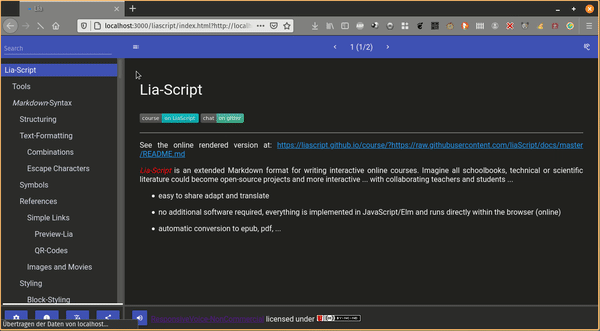 Lia
localhost:3000/liascript/index.html?http://local
Search
1 (1/2)
Lia-Script
Tools
Markdown-Syntax
Structuring
Text-Formatting
Combinations
Escape Characters
Symbols
References
Simple Links
Preview-Lia
QR-Codes
Images and Movies
Styling
Block-Styling
Übertragen der Daten von localhost...
Lia-Script
course on LiaScript chat on gitter
See the online rendered version at: https://liascript.github.io/course/?https://raw.githubusercontent.com/liaScript/docs/master
/README.md
Lia-Script is an extended Markdown format for writing interactive online courses. Imagine all schoolbooks, technical or scientific
literature could become open-source projects and more interactive ... with collaborating teachers and students ...
easy to share adapt and translate
no additional software required, everything is implemented in JavaScript/Elm and runs directly within the browser (online)
automatic conversion to epub, pdf, ...
licensed under